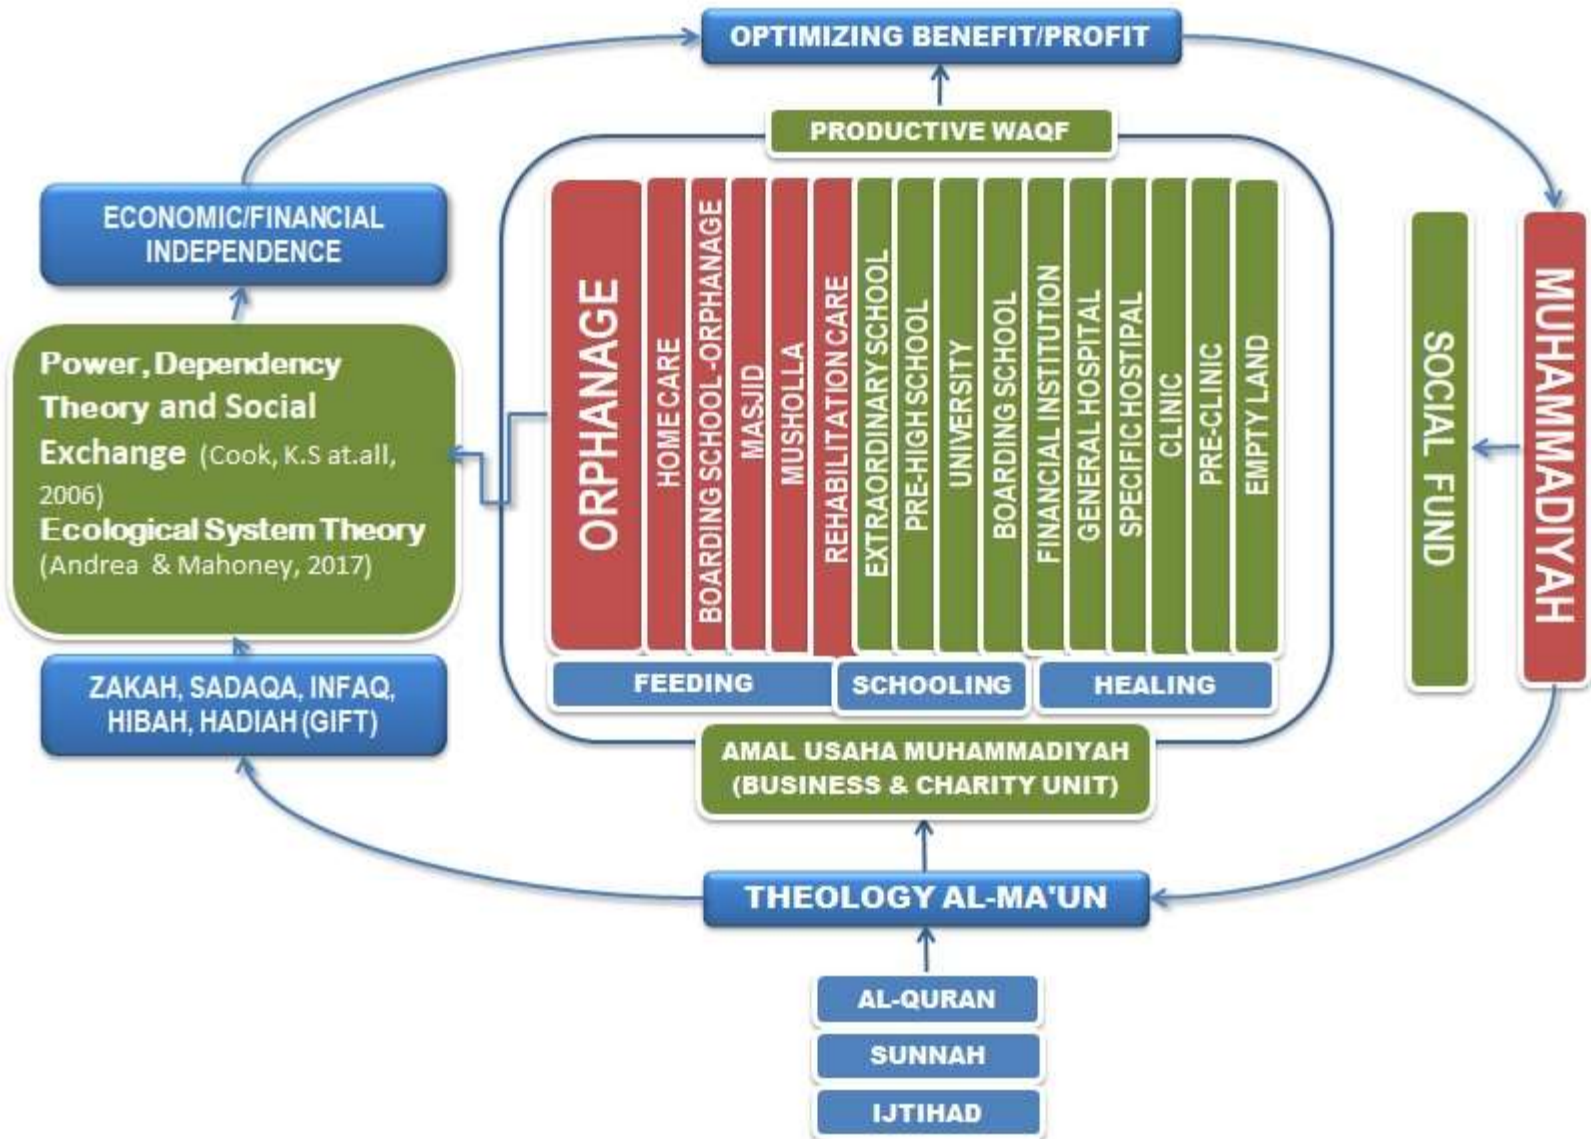 OPTIMIZING BENEFIT/PROFIT
PRODUCTIVE WAQF
ECONOMIC/FINANCIAL
INDEPENDENCE
Power, Dependency
Theory and Social
Exchange (Cook, K.S at.all,
2006)
Ecological System Theory
(Andrea & Mahoney, 2017)
ZAKAH, SADAQA, INFAQ,
HIBAH, HADIAH (GIFT)
ORPHANAGE
HOME CARE
BOARDING SCHOOL-ORPHANAGE
MASJID
MUSHOLLA
REHABILITATION CARE
EXTRAORDINARY SCHOOL
PRE-HIGH SCHOOL
UNIVERSITY
BOARDING SCHOOL
FINANCIAL INSTITUTION
GENERAL HOSPITAL
SPECIFIC HOSTIPAL
CLINIC
PRE-CLINIC
EMPTY LAND
FEEDING
SCHOOLING
HEALING
SOCIAL FUND
MUHAMMADIYAH
AMAL USAHA MUHAMMADIYAH
(BUSINESS & CHARITY UNIT)
THEOLOGY AL-MA'UN
AL-QURAN
SUNNAH
IJTIHAD